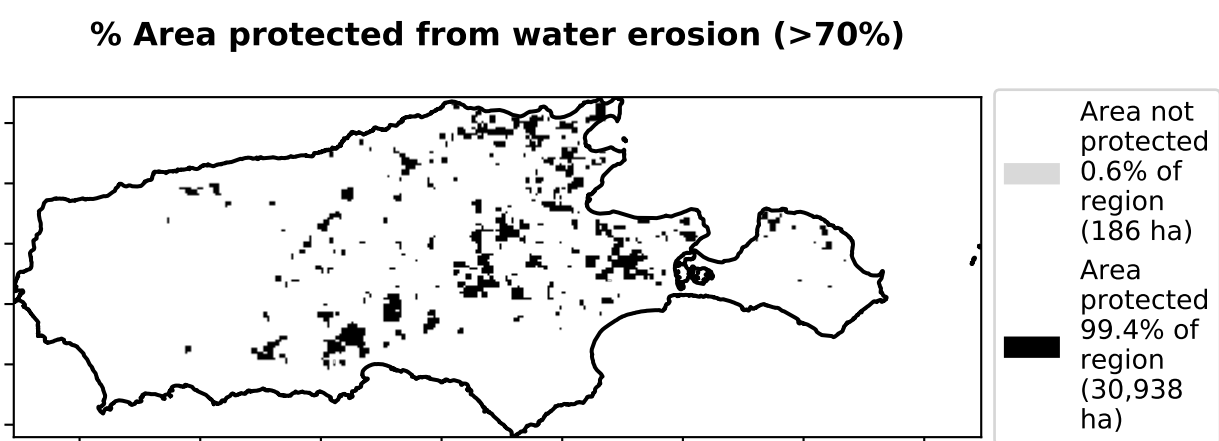 % Area protected from water erosion (>70%)
Area not
protected
0.6% of
region
(186 ha)
Area
protected
99.4% of
region
(30,938
ha)